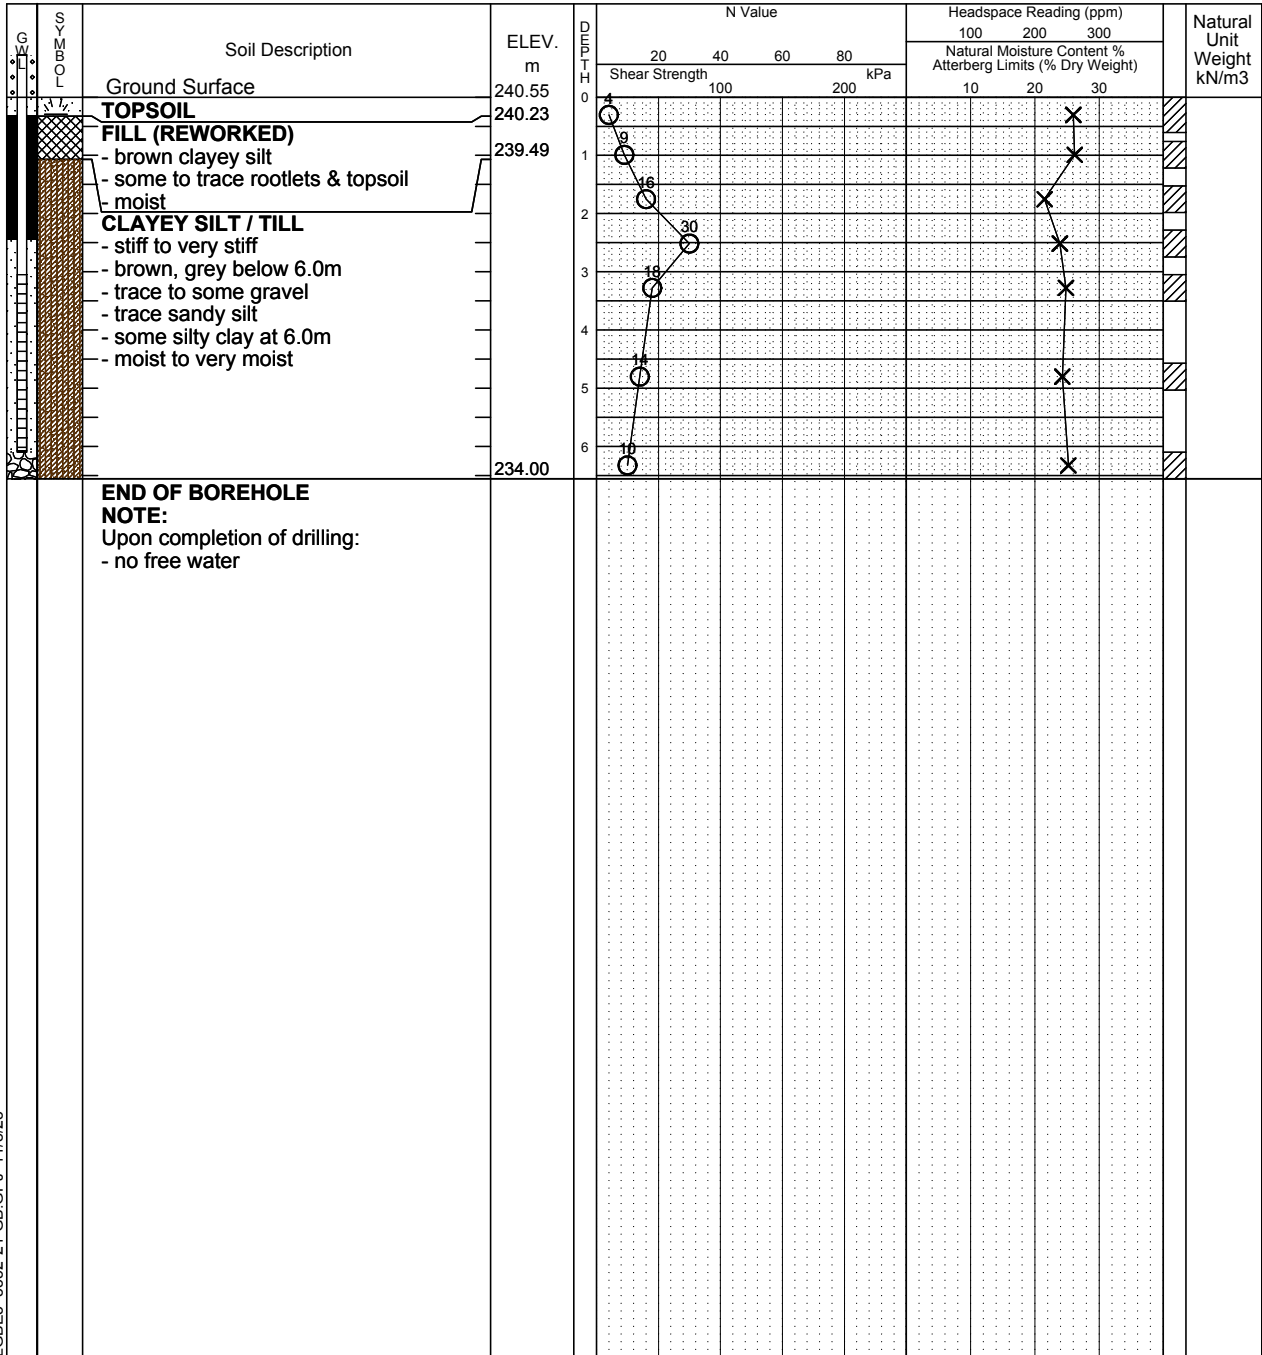 GWL
SYMBOL
Soil Description
ELEV.
m
DEPTH
N Value
20 40 60 80
Shear Strength kPa
100 200
Headspace Reading (ppm)
100 200 300
Natural Moisture Content %
Atterberg Limits (% Dry Weight)
10 20 30
Natural
Unit
Weight
kN/m3
Ground Surface 240.55 0
TOPSOIL 240.23 4
FILL (REWORKED)
9
- brown clayey silt 239.49 1
- some to trace rootlets & topsoil 16
- moist
2
CLAYEY SILT / TILL 30
- stiff to very stiff
- brown, grey below 6.0m 3 18
- trace to some gravel
- trace sandy silt
- some silty clay at 6.0m 4
- moist to very moist 14
5
6 10
234.00
END OF BOREHOLE
NOTE:
Upon completion of drilling:
- no free water